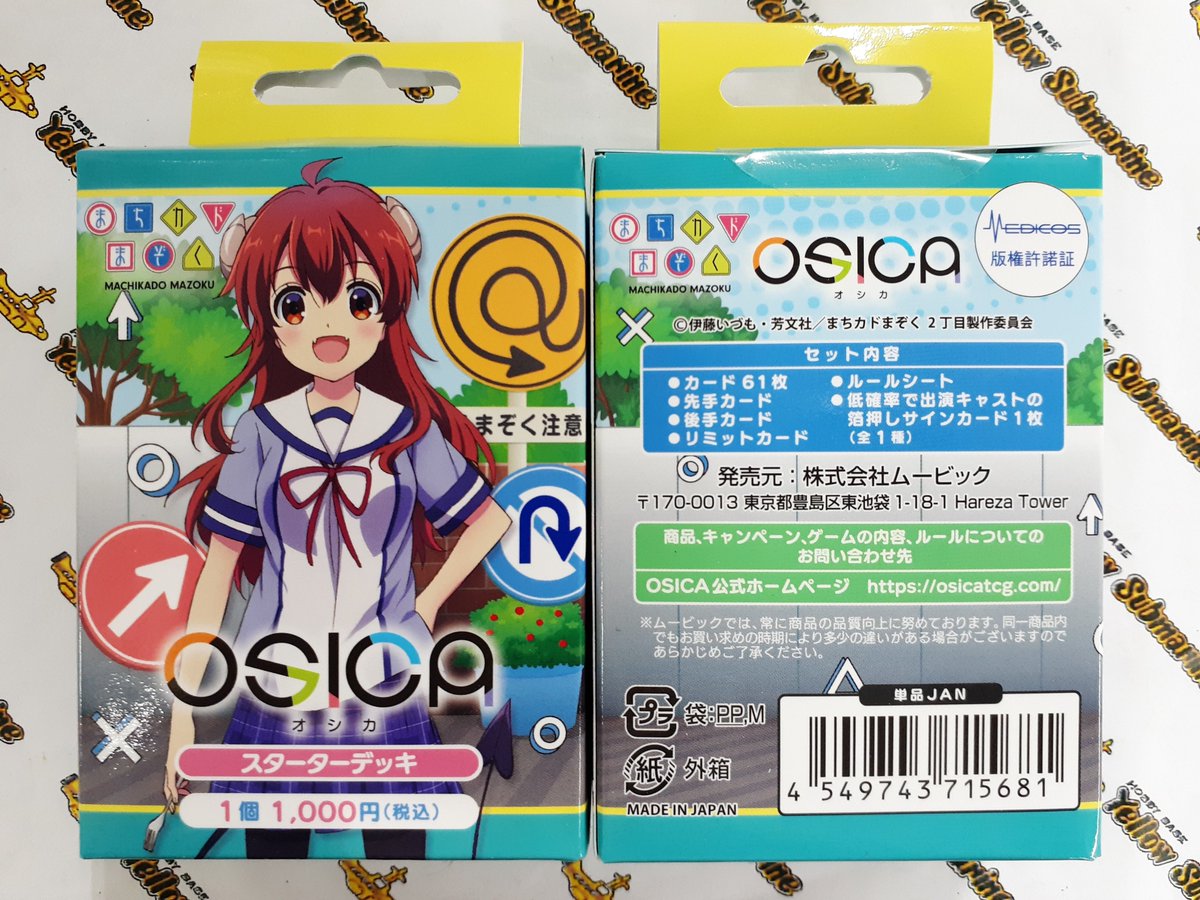 まちカド
まぞく
MACHIKADO MAZOKU
まぞく注意
OSICA
オシカ
スターターデッキ
1個 1,000円(税込)
まちカド
まぞく
MACHIKADO MAZOKU
OSICA
オシカ
MEDICOS
版権許諾証
©伊藤いづも・芳文社／まちカドまぞく 2丁目製作委員会
セット内容
●カード61枚
●先手カード
●後手カード
●リミットカード
●ルールシート
●低確率で出演キャストの
箔押しサインカード1枚
(全1種)
発売元：株式会社ムービック
〒170-0013 東京都豊島区東池袋 1-18-1 Hareza Tower
商品、キャンペーン、ゲームの内容、ルールについての
お問い合わせ先
OSICA公式ホームページ https://osicatcg.com/
※ムービックでは、常に商品の品質向上に努めております。同一商品内
でもお買い求めの時期により多少の違いがある場合がございますので
あらかじめご了承ください。
プラ 袋:PP,M
紙 外箱
MADE IN JAPAN
単品JAN
4 549743 715681
HOBBY BASE
Yellow Submarine